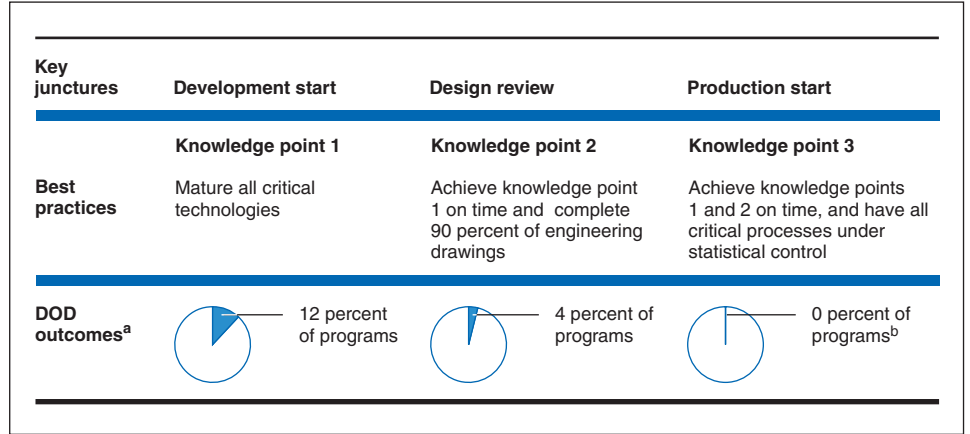 Key
junctures
Development start
Design review
Production start
Knowledge point 1
Knowledge point 2
Knowledge point 3
Best
practices
Mature all critical
technologies
Achieve knowledge point
1 on time and complete
90 percent of engineering
drawings
Achieve knowledge points
1 and 2 on time, and have all
critical processes under
statistical control
DOD
outcomesa
12 percent
of programs
4 percent of
programs
0 percent of
programsb